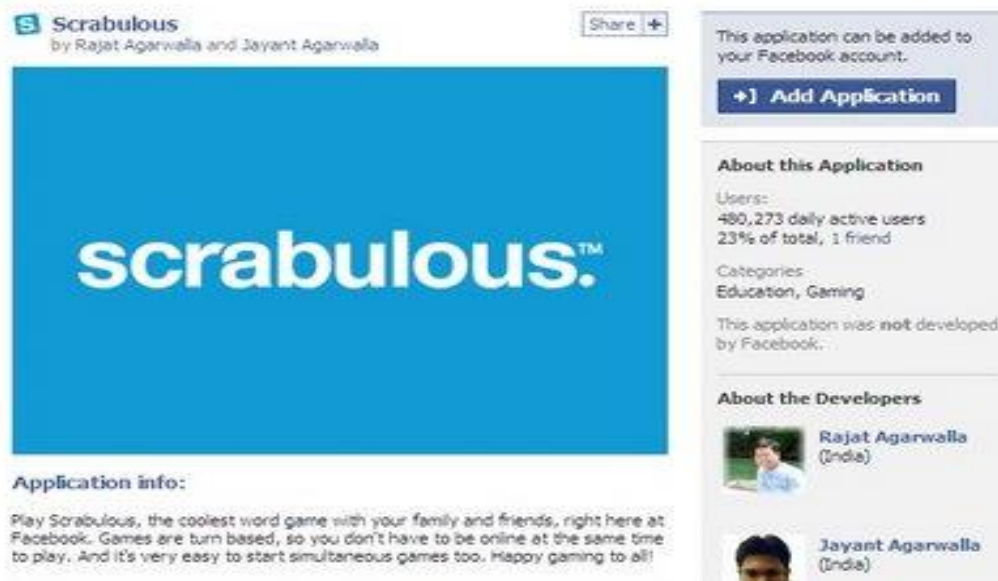 Scrabulous
by Rajat Agarwalla and Jayant Agarwalla
Share +
scrabulous.™
Application info:
Play Scrabulous, the coolest word game with your family and friends, right here at
Facebook. Games are turn based, so you don't have to be online at the same time
to play. And it's very easy to start simultaneous games too. Happy gaming to all!
This application can be added to
your Facebook account.
Add Application
About this Application
Users:
480,273 daily active users
23% of total, 1 friend
Categories
Education, Gaming
This application was not developed
by Facebook.
About the Developers
Rajat Agarwalla
(India)
Jayant Agarwalla
(India)